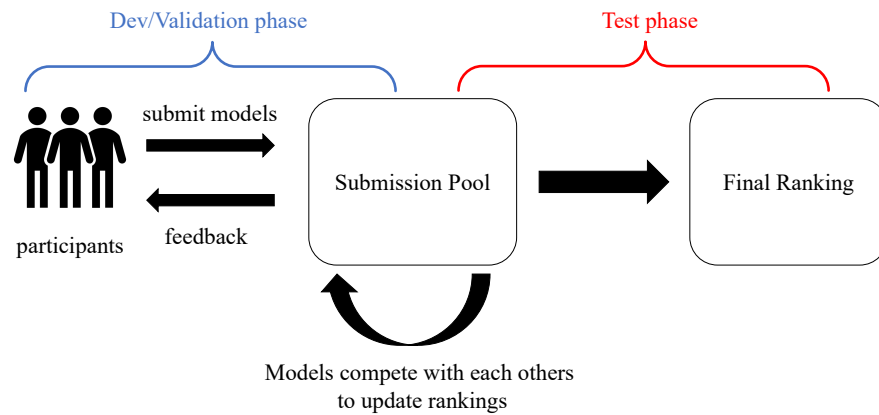 Dev/Validation phase
Test phase
submit models
Submission Pool
Final Ranking
participants
feedback
Models compete with each others
to update rankings